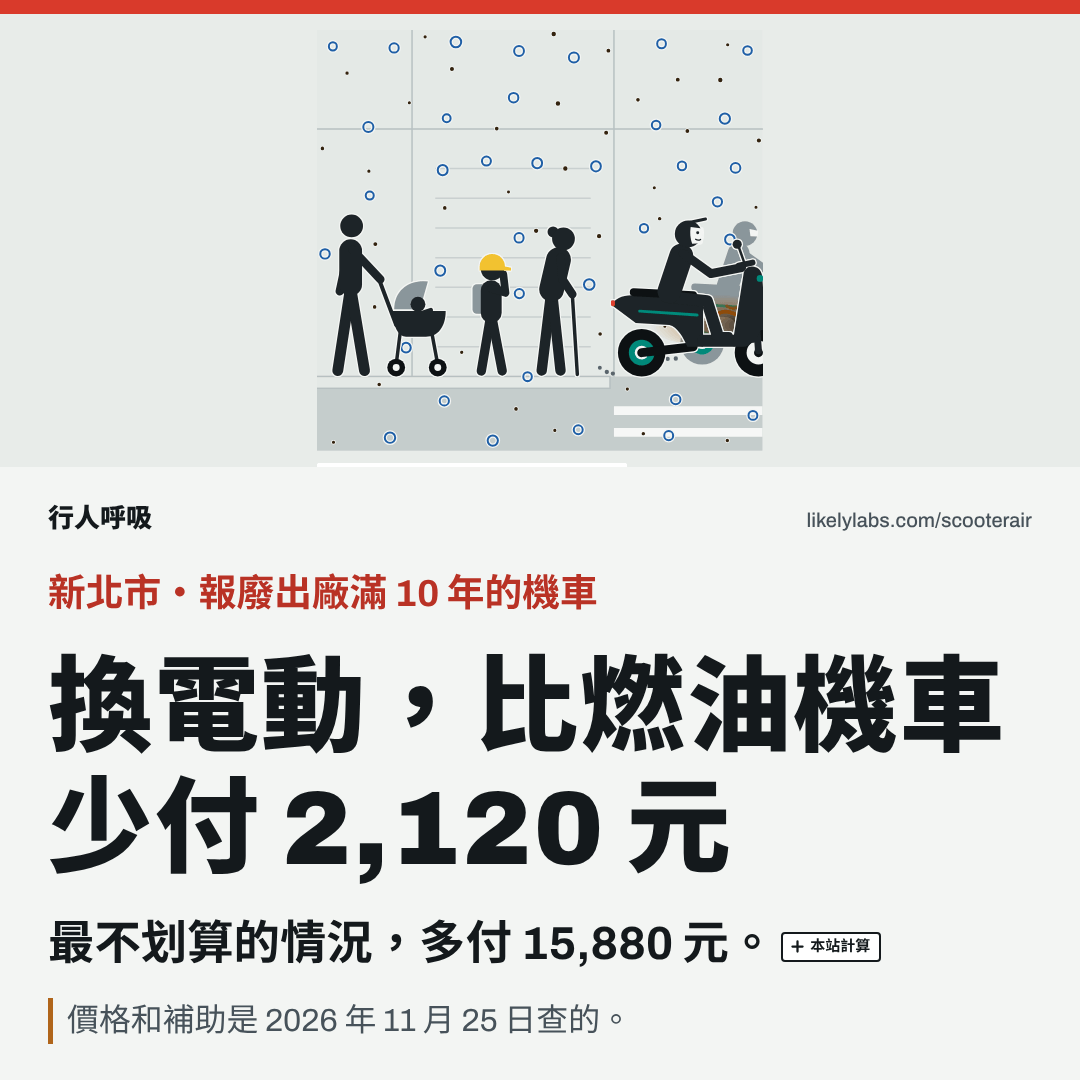 行人呼吸
likelylabs.com/scooterair
新北市・報廢出廠滿 10 年的機車
換電動，比燃油機車
少付 2,120 元
最不划算的情況，多付 15,880 元。 + 本站計算
價格和補助是 2026 年 11 月 25 日查的。